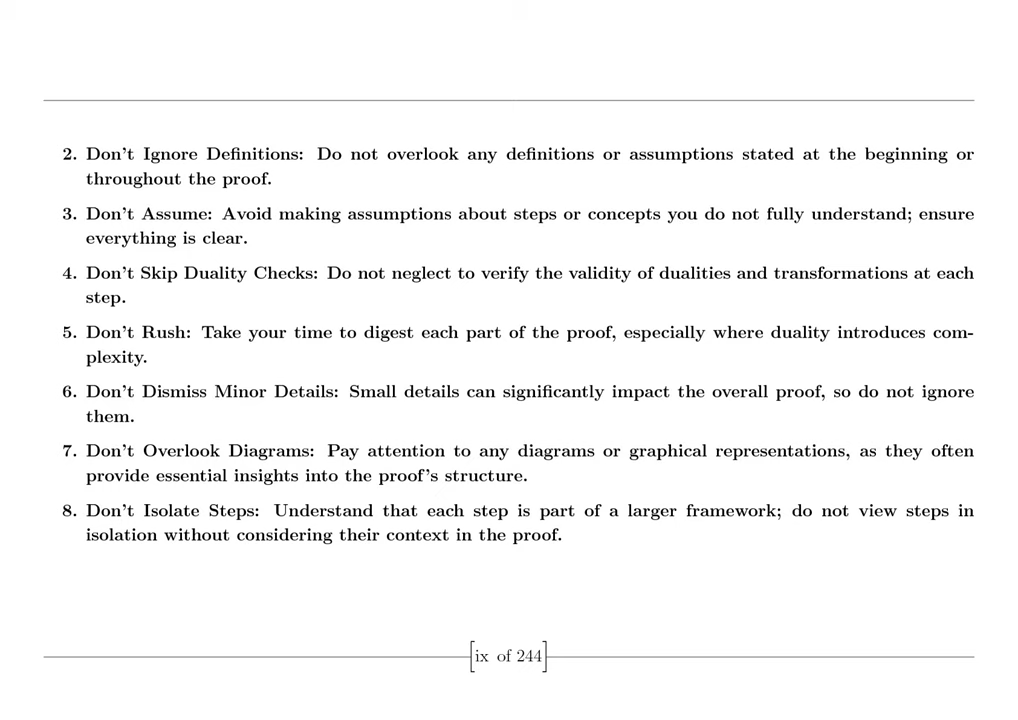 2. Don’t Ignore Definitions: Do not overlook any definitions or assumptions stated at the beginning or
throughout the proof.
3. Don’t Assume: Avoid making assumptions about steps or concepts you do not fully understand; ensure
everything is clear.
4. Don’t Skip Duality Checks: Do not neglect to verify the validity of dualities and transformations at each
step.
5. Don’t Rush: Take your time to digest each part of the proof, especially where duality introduces com-
plexity.
6. Don’t Dismiss Minor Details: Small details can significantly impact the overall proof, so do not ignore
them.
7. Don’t Overlook Diagrams: Pay attention to any diagrams or graphical representations, as they often
provide essential insights into the proof’s structure.
8. Don’t Isolate Steps: Understand that each step is part of a larger framework; do not view steps in
isolation without considering their context in the proof.
[ix of 244]